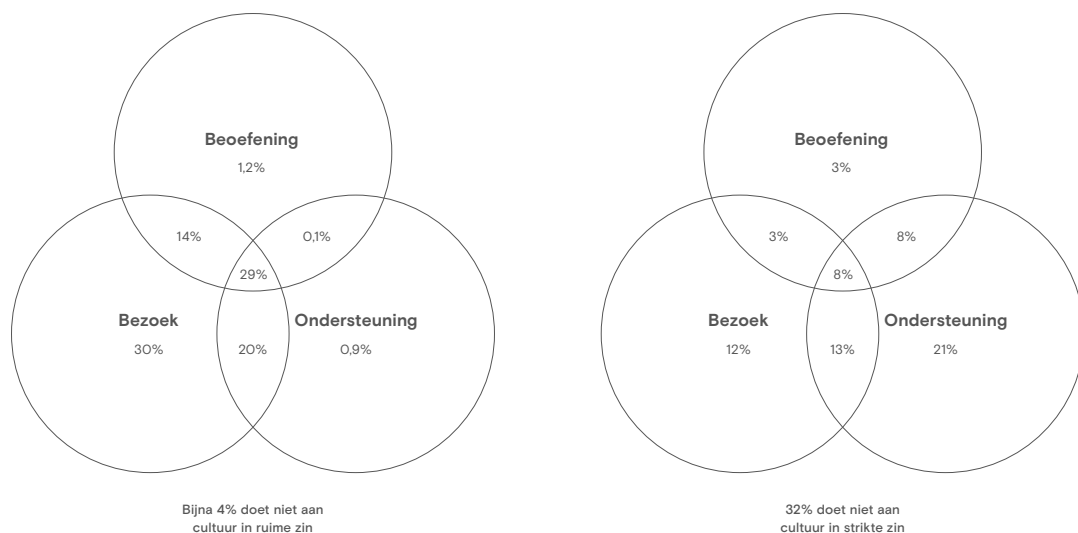 Beoefening
1,2%
14%
0,1%
29%
Bezoek
30%
20%
Ondersteuning
0,9%
Bijna 4% doet niet aan
cultuur in ruime zin
Beoefening
3%
3%
8%
8%
Bezoek
12%
13%
Ondersteuning
21%
32% doet niet aan
cultuur in strikte zin